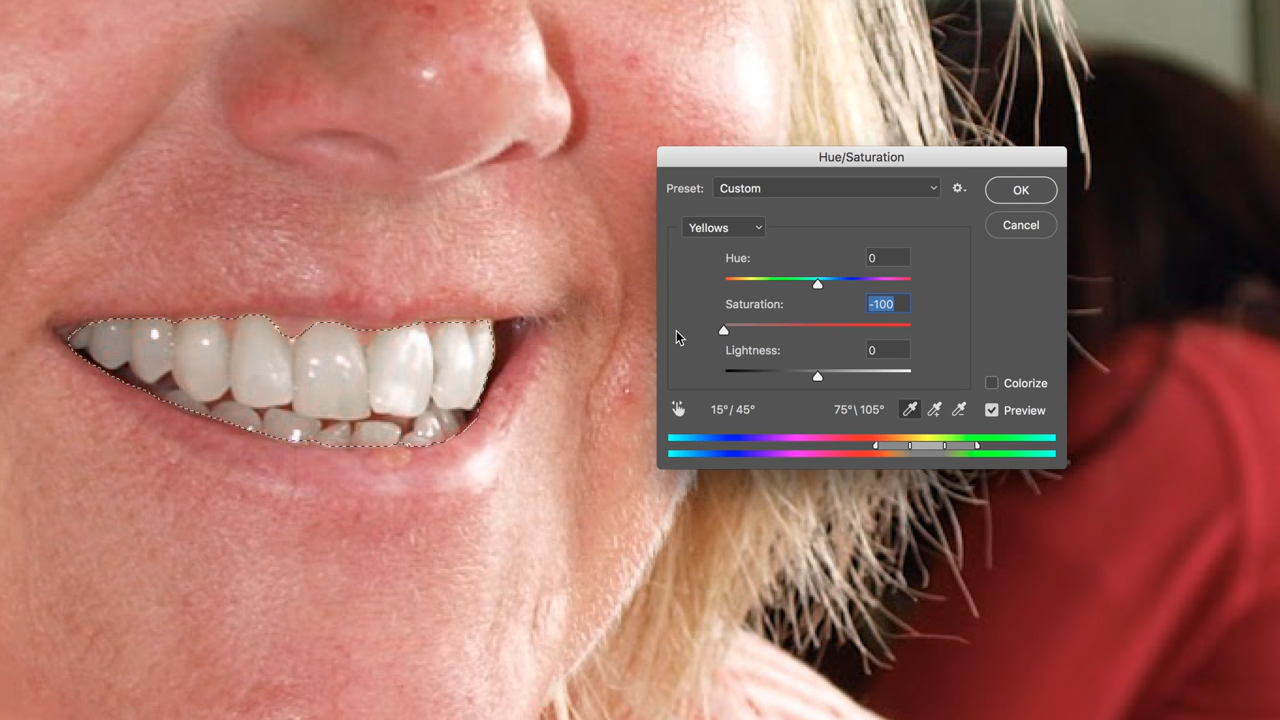 Hue/Saturation
Preset: Custom
OK
Yellows
Cancel
Hue: 0
Saturation: -100
Lightness: 0
Colorize
15°/ 45° 75°\ 105°
Preview